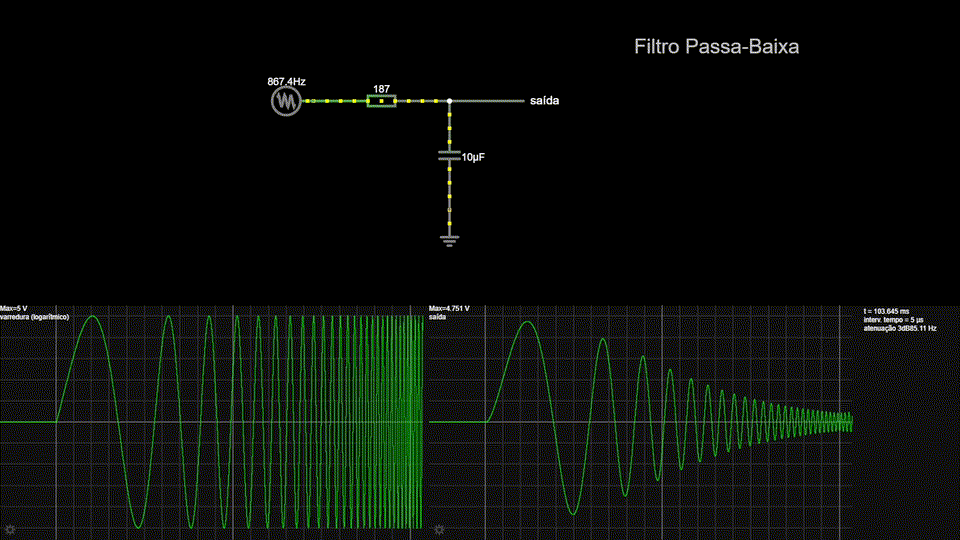 Filtro Passa-Baixa
867.4Hz
187
saída
10µF
Max=5 V
varredura (logarítmico)
Max=4.751 V
saída
t = 103.645 ms
interv. tempo = 5 µs
atenuação 3dB85.11 Hz